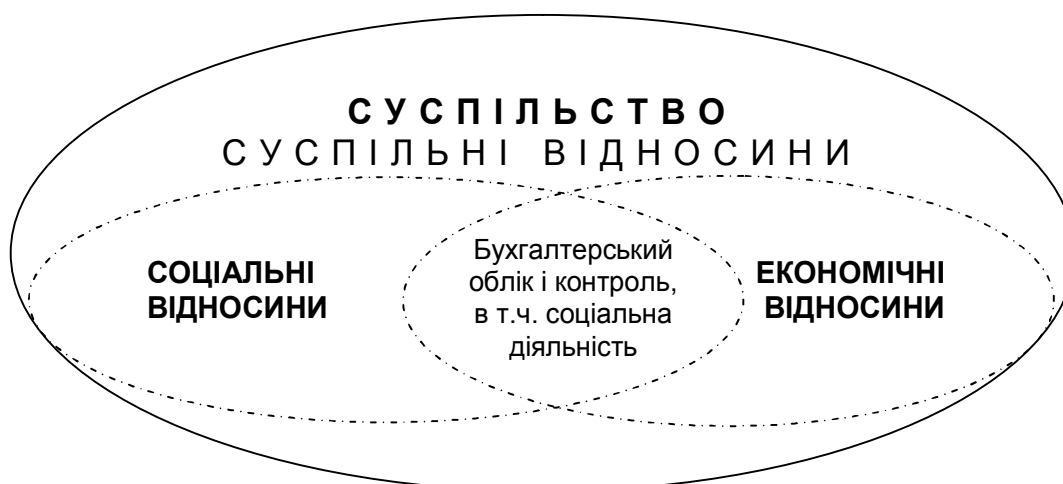 СУСПІЛЬСТВО
СУСПІЛЬНІ ВІДНОСИНИ
СОЦІАЛЬНІ
ВІДНОСИНИ
Бухгалтерський
облік і контроль,
в т.ч. соціальна
діяльність
ЕКОНОМІЧНІ
ВІДНОСИНИ